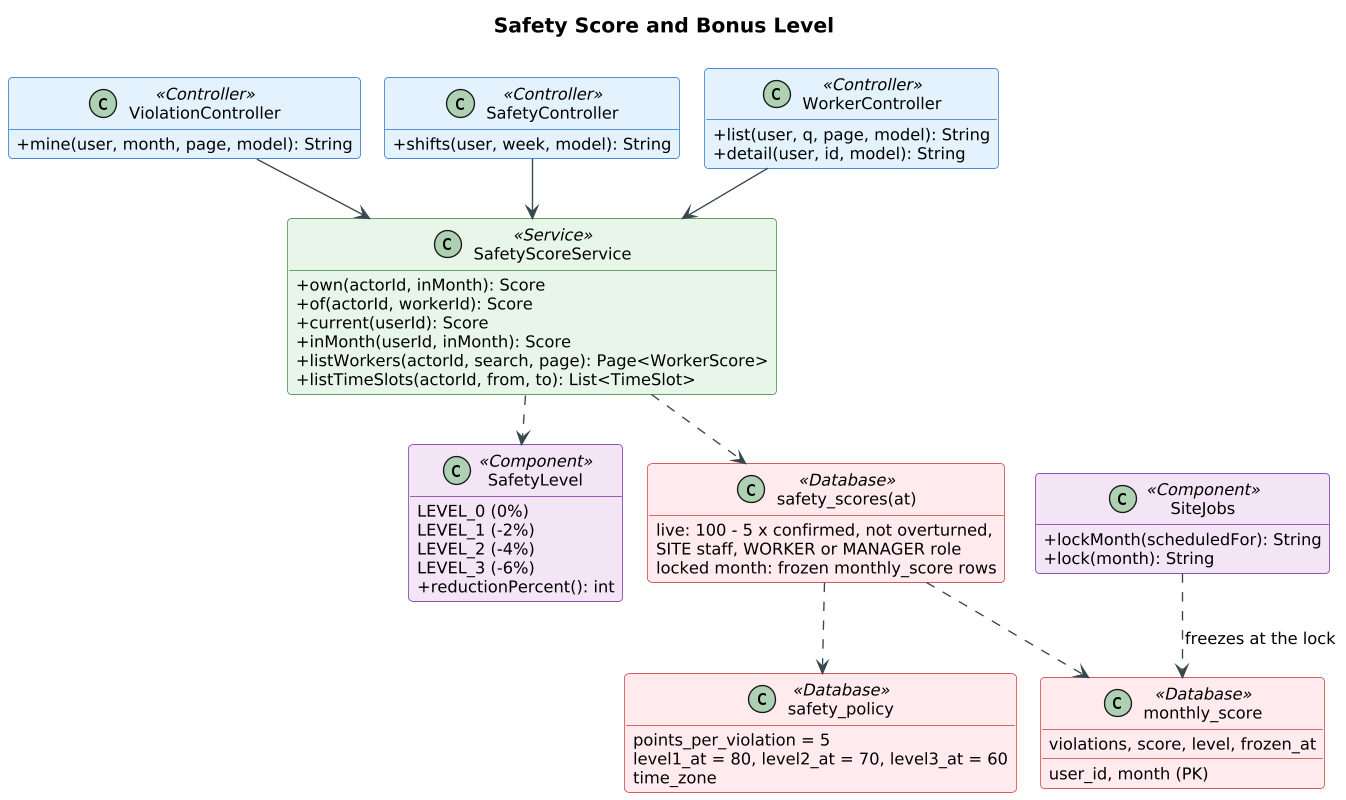 Safety Score and Bonus Level
C
«Controller»
ViolationController
+mine(user, month, page, model): String
C
«Controller»
SafetyController
+shifts(user, week, model): String
C
«Controller»
WorkerController
+list(user, q, page, model): String
+detail(user, id, model): String
C
«Service»
SafetyScoreService
+own(actorId, inMonth): Score
+of(actorId, workerId): Score
+current(userId): Score
+inMonth(userId, inMonth): Score
+listWorkers(actorId, search, page): Page<WorkerScore>
+listTimeSlots(actorId, from, to): List<TimeSlot>
C
«Component»
SafetyLevel
LEVEL_0 (0%)
LEVEL_1 (-2%)
LEVEL_2 (-4%)
LEVEL_3 (-6%)
+reductionPercent(): int
C
«Database»
safety_scores(at)
live: 100 - 5 x confirmed, not overturned,
SITE staff, WORKER or MANAGER role
locked month: frozen monthly_score rows
C
«Component»
SiteJobs
+lockMonth(scheduledFor): String
+lock(month): String
freezes at the lock
C
«Database»
safety_policy
points_per_violation = 5
level1_at = 80, level2_at = 70, level3_at = 60
time_zone
C
«Database»
monthly_score
violations, score, level, frozen_at
user_id, month (PK)